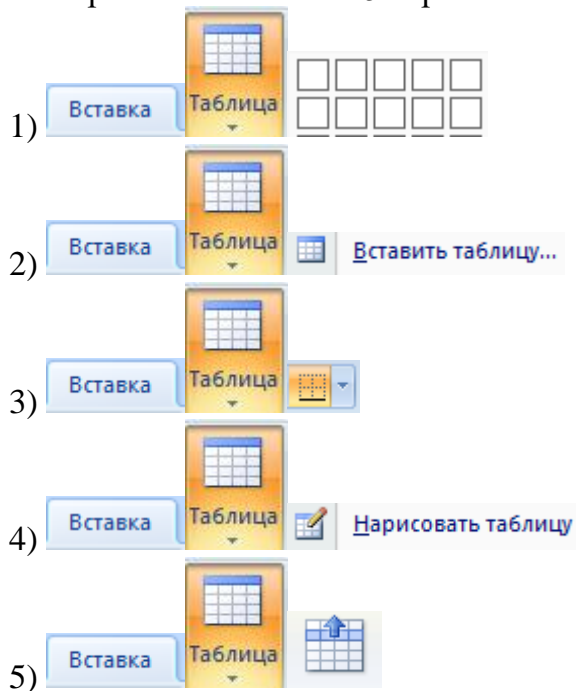 1) Вставка Таблица
2) Вставка Таблица Вставить таблицу...
3) Вставка Таблица
4) Вставка Таблица Нарисовать таблицу
5) Вставка Таблица